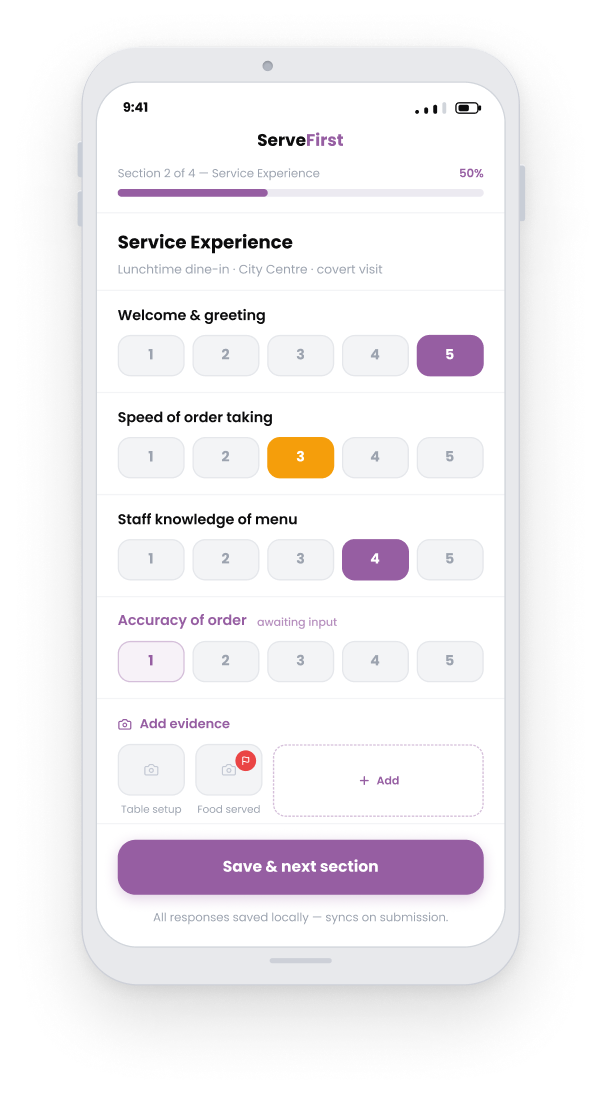 9:41
ServeFirst
Section 2 of 4 — Service Experience 50%
Service Experience
Lunchtime dine-in · City Centre · covert visit
Welcome & greeting
1 2 3 4 5
Speed of order taking
1 2 3 4 5
Staff knowledge of menu
1 2 3 4 5
Accuracy of order awaiting input
1 2 3 4 5
Add evidence
+ Add
Table setup Food served
Save & next section
All responses saved locally — syncs on submission.